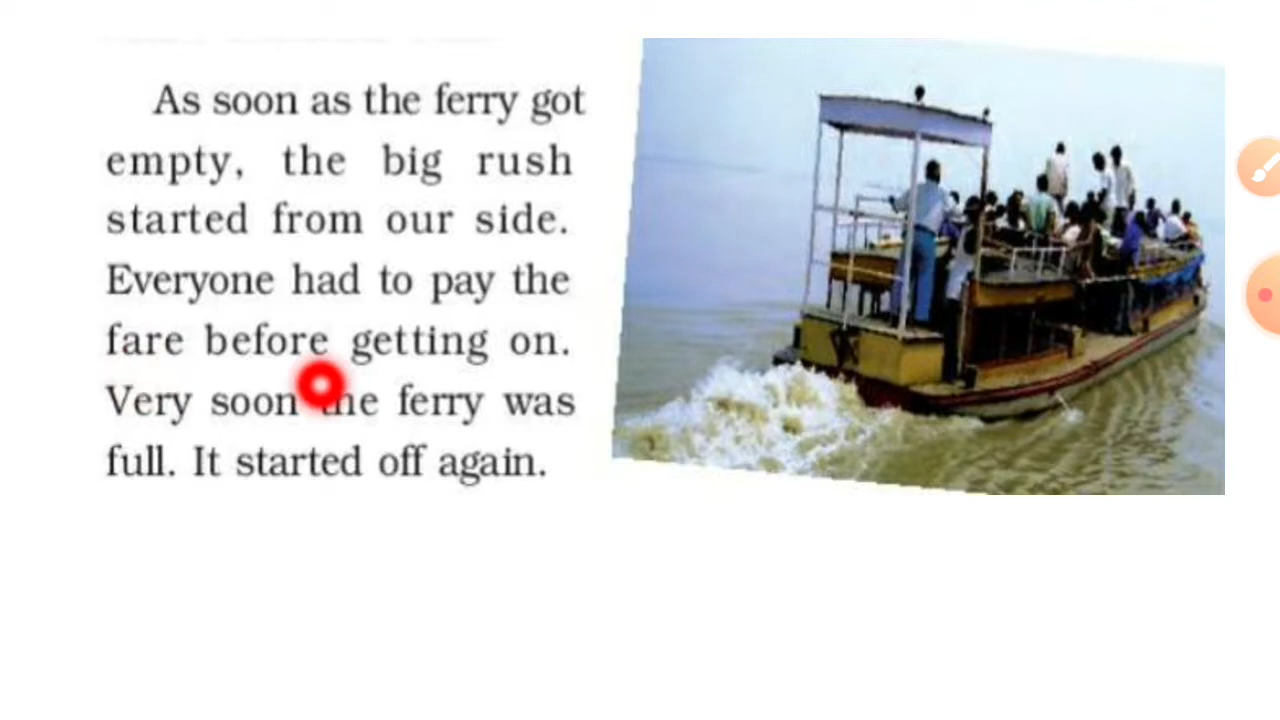 As soon as the ferry got
empty, the big rush
started from our side.
Everyone had to pay the
fare before getting on.
Very soon the ferry was
full. It started off again.